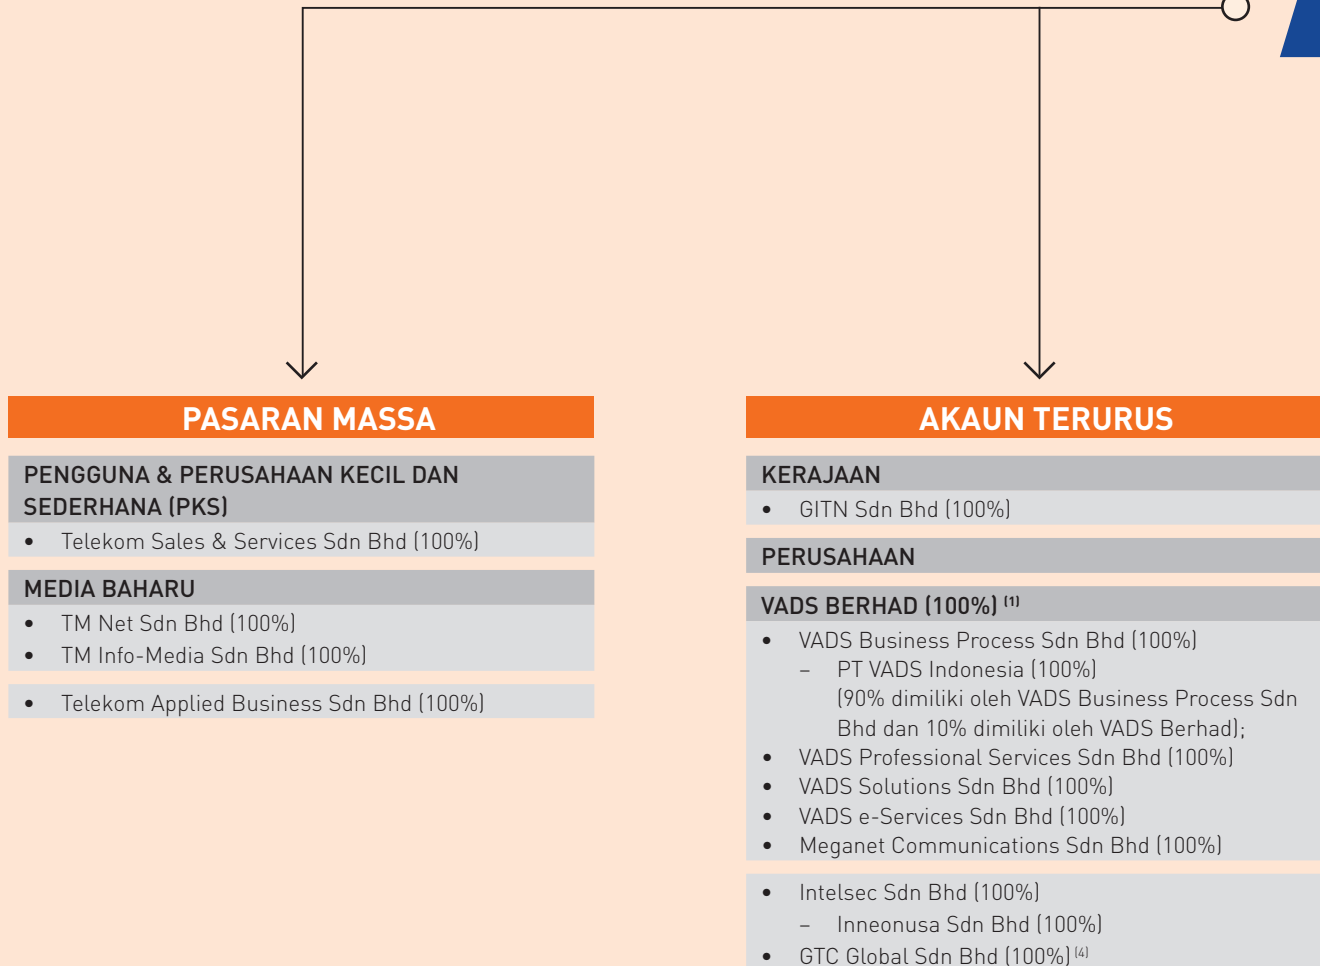 PASARAN MASSA
PENGGUNA & PERUSAHAAN KECIL DAN
SEDERHANA (PKS)
• Telekom Sales & Services Sdn Bhd (100%)
MEDIA BAHARU
• TM Net Sdn Bhd (100%)
• TM Info-Media Sdn Bhd (100%)
• Telekom Applied Business Sdn Bhd (100%)
AKAUN TERURUS
KERAJAAN
• GITN Sdn Bhd (100%)
PERUSAHAAN
VADS BERHAD (100%) (1)
• VADS Business Process Sdn Bhd (100%)
– PT VADS Indonesia (100%)
(90% dimiliki oleh VADS Business Process Sdn
Bhd dan 10% dimiliki oleh VADS Berhad);
• VADS Professional Services Sdn Bhd (100%)
• VADS Solutions Sdn Bhd (100%)
• VADS e-Services Sdn Bhd (100%)
• Meganet Communications Sdn Bhd (100%)
• Intelsec Sdn Bhd (100%)
– Inneonusa Sdn Bhd (100%)
• GTC Global Sdn Bhd (100%) (4)